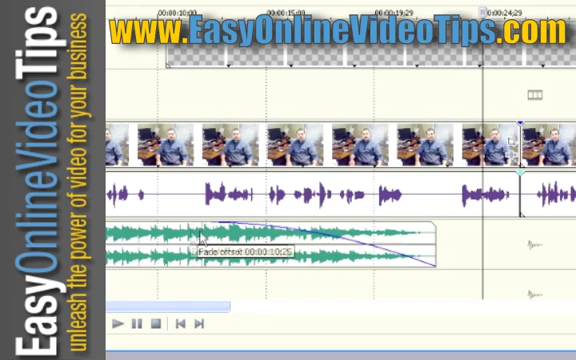 00:00:10:00 00:00:15:00 00:00:19:29 00:00:24:29
www.EasyOnlineVideoTips.com
EasyOnlineVideoTips
unleash the power of video for your business
Fade offset 00:00:10:25